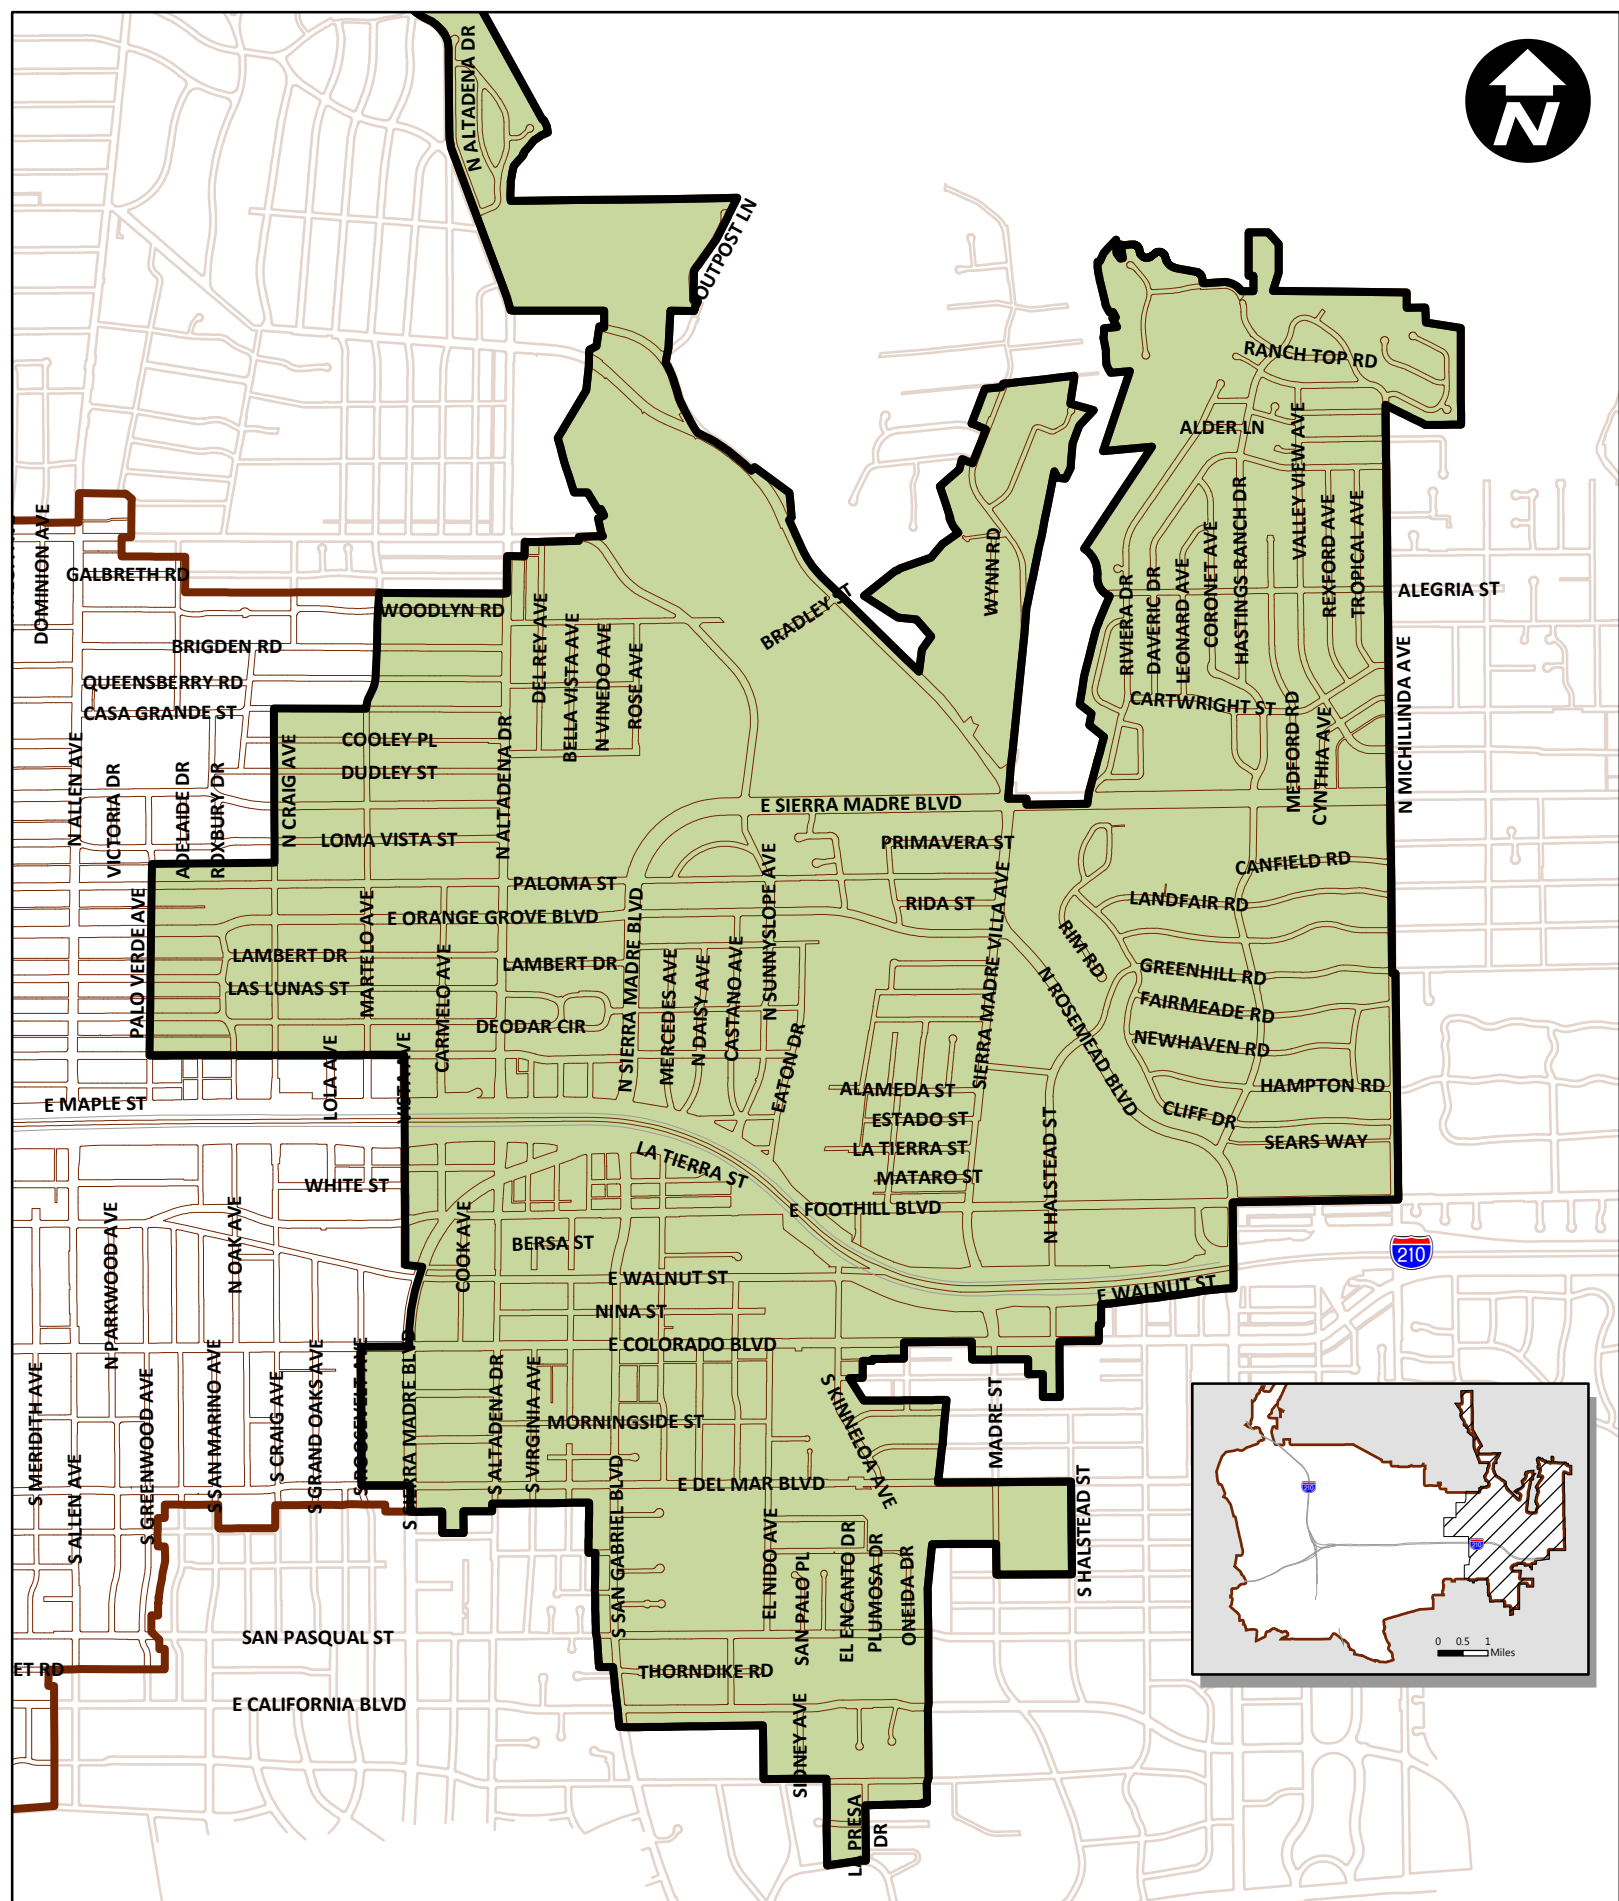 N ALTADENA DR
N
OUTPOST LN
RANCH TOP RD
ALDER LN
VALLEY VIEW AVE
HASTINGS RANCH DR
CORONET AVE
REXFORD AVE
TROPICAL AVE
DOMINION AVE
GALBRETH RD
WOODLYN RD
WYNN RD
BRADLEY ST
ALEGRIA ST
RIVIERA DR
DAVERIC DR
LEONARD AVE
BRIGDEN RD
QUEENSBERRY RD
CASA GRANDE ST
DEL REY AVE
BELLA VISTA AVE
N VINEDO AVE
ROSE AVE
CARTWRIGHT ST
MEDFORD RD
CYNTHIA AVE
N MICHILLINDA AVE
N ALLEN AVE
VICTORIA DR
ADELAIDE DR
ROXBURY DR
N CRAIG AVE
COOLEY PL
DUDLEY ST
N ALTADENA DR
LOMA VISTA ST
E SIERRA MADRE BLVD
PRIMAVERA ST
CANFIELD RD
PALOMA ST
E ORANGE GROVE BLVD
RIDA ST
LANDFAIR RD
PALO VERDE AVE
MARTELO AVE
CARMELO AVE
LAMBERT DR
LAMBERT DR
LAS LUNAS ST
DEODAR CIR
N SIERRA MADRE BLVD
MERCEDES AVE
N DAISY AVE
CASTANO AVE
N SUNNYSLOPE AVE
EATON DR
SIERRA MADRE VILLA AVE
RIM RD
N ROSEMEAD BLVD
GREENHILL RD
FAIRMEADE RD
NEWHAVEN RD
HAMPTON RD
CLIFF DR
SEARS WAY
LOLA AVE
VISTA AVE
E MAPLE ST
ALAMEDA ST
ESTADO ST
LA TIERRA ST
LA TIERRA ST
MATARO ST
E FOOTHILL BLVD
N HALSTEAD ST
WHITE ST
N PARKWOOD AVE
N OAK AVE
COOK AVE
BERSA ST
E WALNUT ST
E WALNUT ST
210
NINA ST
E COLORADO BLVD
S MERIDITH AVE
S ALLEN AVE
S GREENWOOD AVE
S SAN MARINO AVE
S CRAIG AVE
S GRAND OAKS AVE
S ROOSEVELT AVE
S SIERRA MADRE BLVD
S ALTADENA DR
S VIRGINIA AVE
MORNINGSIDE ST
S KINNELOA AVE
MADRE ST
E DEL MAR BLVD
S SAN GABRIEL BLVD
S HALSTEAD ST
EL NIDO AVE
SAN PALO PL
EL ENCANTO DR
PLUMOSA DR
ONEIDA DR
SAN PASQUAL ST
ET RD
THORNDIKE RD
E CALIFORNIA BLVD
SIDNEY AVE
LA PRESA
DR
210
210
0 0.5 1
Miles